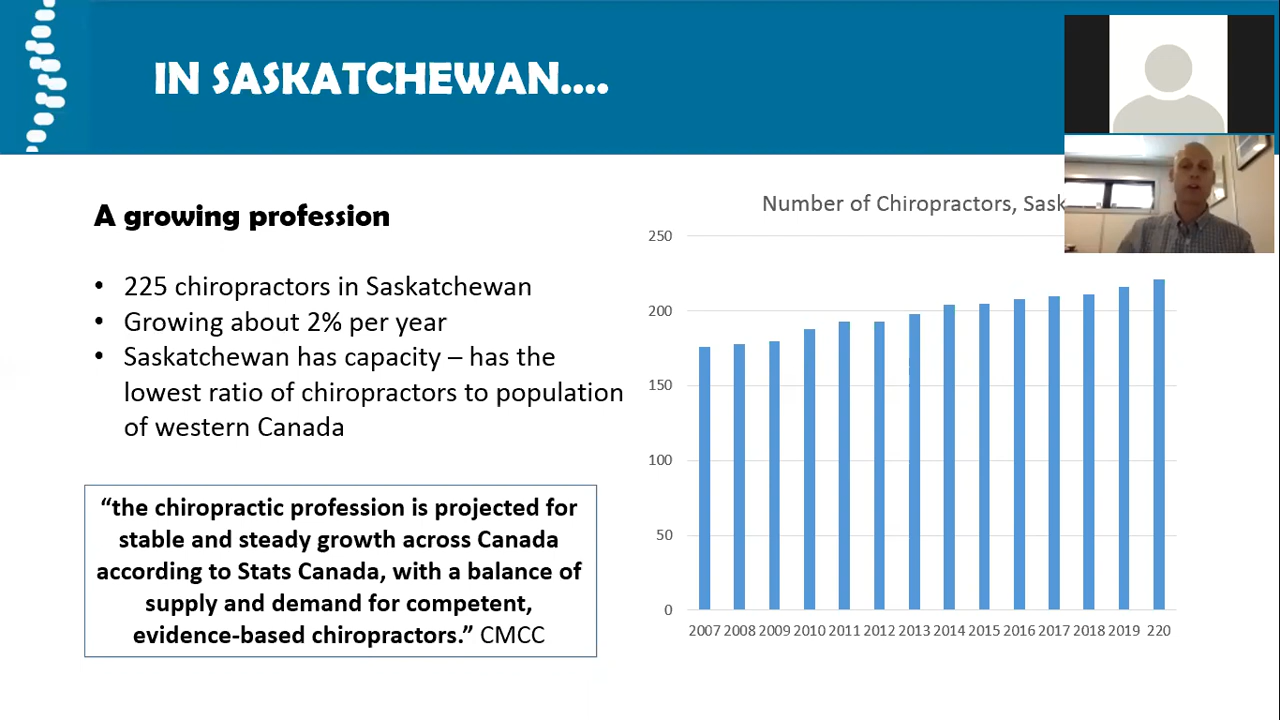 IN SASKATCHEWAN....
A growing profession
• 225 chiropractors in Saskatchewan
• Growing about 2% per year
• Saskatchewan has capacity – has the
lowest ratio of chiropractors to population
of western Canada
“the chiropractic profession is projected for
stable and steady growth across Canada
according to Stats Canada, with a balance of
supply and demand for competent,
evidence-based chiropractors.” CMCC
Number of Chiropractors, Sask
250
200
150
100
50
0
2007 2008 2009 2010 2011 2012 2013 2014 2015 2016 2017 2018 2019 220